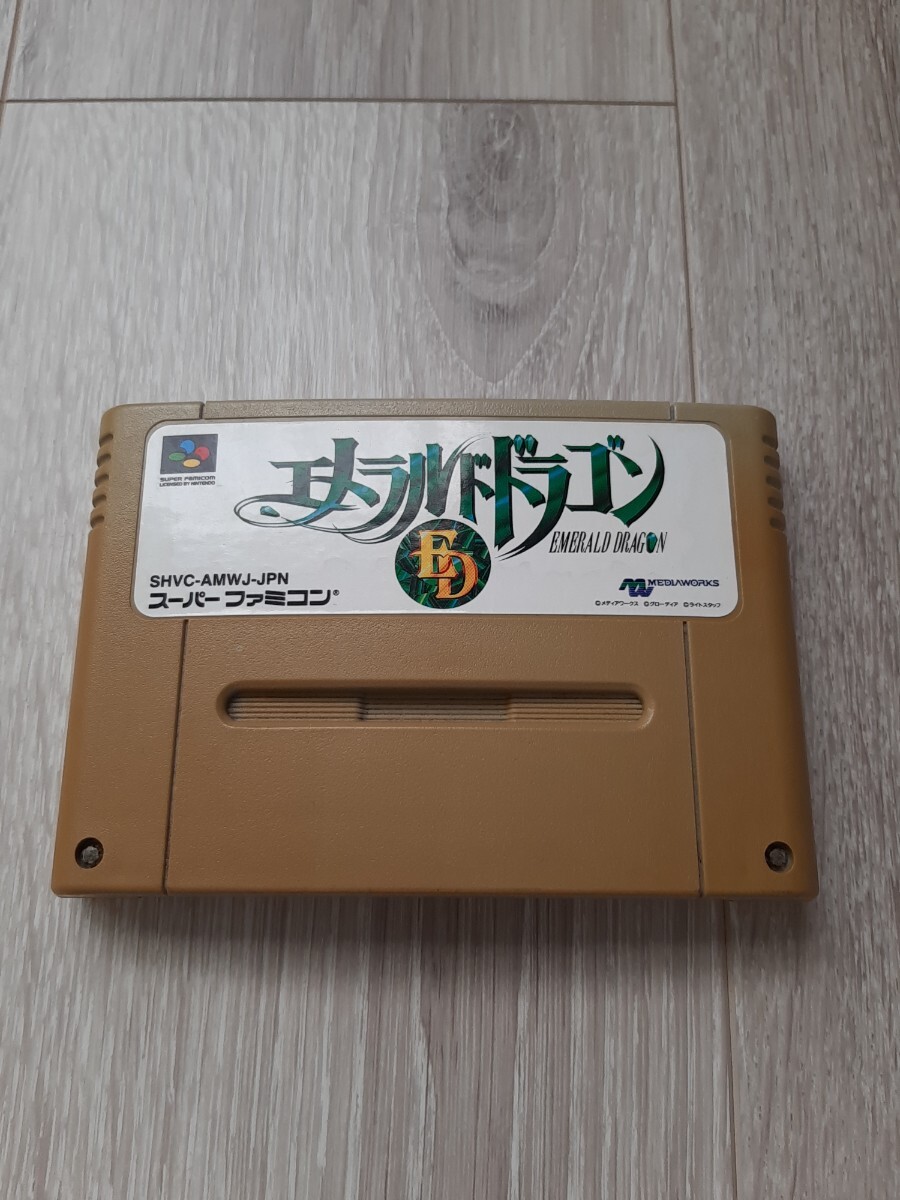 SUPER FAMICOM
LICENSED BY NINTENDO
エメラルドドラゴン
EMERALD DRAGON
ED
SHVC-AMWJ-JPN
スーパーファミコン®
MW MEDIAWORKS
©メディアワークス ©グローディア ©ライトスタッフ